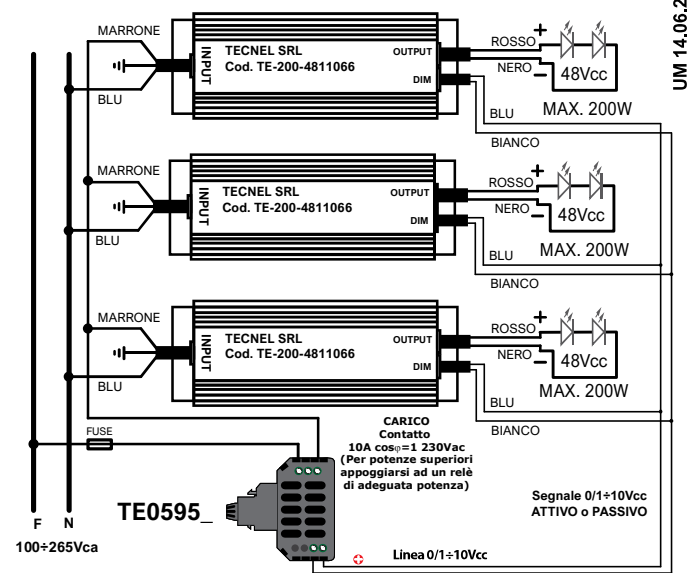 UM 14.06.2
MARRONE
INPUT
TECNEL SRL
Cod. TE-200-4811066
OUTPUT
DIM
ROSSO
+
NERO
–
48Vcc
BLU
BLU
MAX. 200W
BIANCO
MARRONE
INPUT
TECNEL SRL
Cod. TE-200-4811066
OUTPUT
DIM
ROSSO
+
NERO
–
48Vcc
BLU
BLU
MAX. 200W
BIANCO
MARRONE
INPUT
TECNEL SRL
Cod. TE-200-4811066
OUTPUT
DIM
ROSSO
+
NERO
–
48Vcc
BLU
BLU
MAX. 200W
BIANCO
FUSE
CARICO
Contatto
10A cosφ=1 230Vac
(Per potenze superiori
appoggiarsi ad un relè
di adeguata potenza)
TE0595_
Segnale 0/1÷10Vcc
ATTIVO o PASSIVO
F N
100÷265Vca
Linea 0/1÷10Vcc